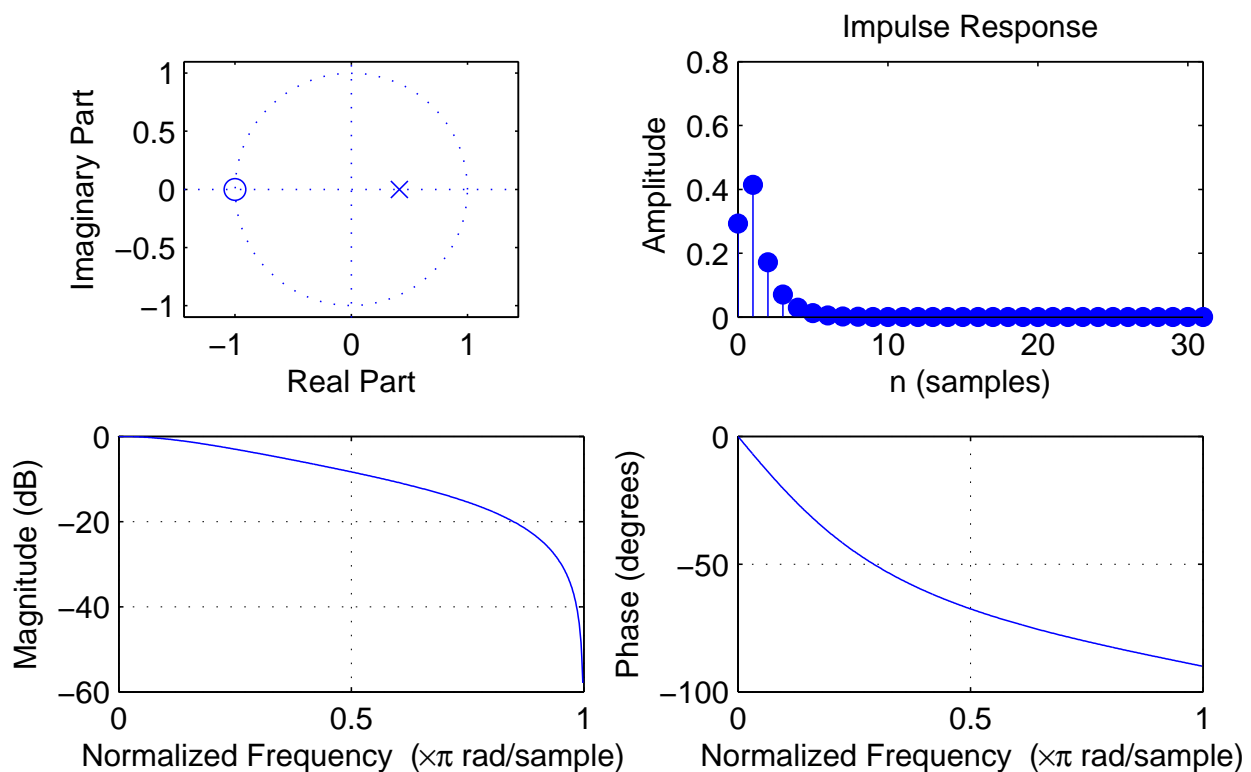 Imaginary Part
1
0.5
0
−0.5
−1
−1 0 1
Real Part
Impulse Response
Amplitude
0.8
0.6
0.4
0.2
0
0 10 20 30
n (samples)
Magnitude (dB)
0
−20
−40
−60
0 0.5 1
Normalized Frequency (×π rad/sample)
Phase (degrees)
0
−50
−100
0 0.5 1
Normalized Frequency (×π rad/sample)